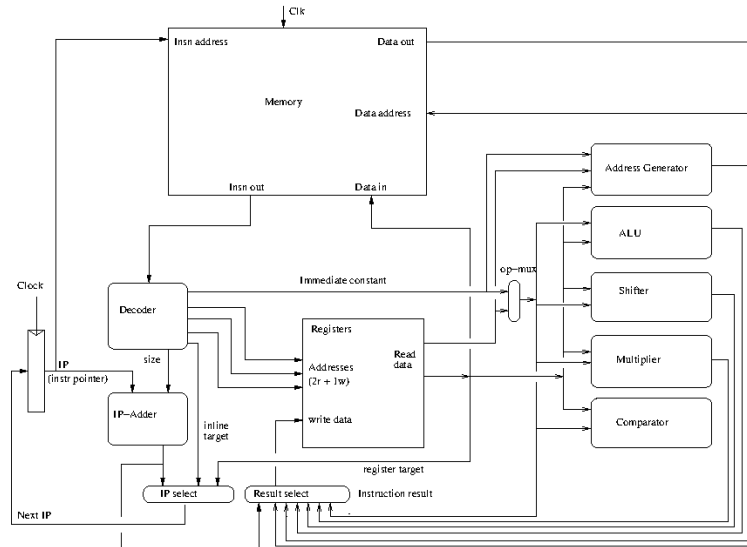 Clk
Insn address
Data out
Memory
Data address
Insn out
Data in
Address Generator
ALU
op-mux
Immediate constant
Clock
Decoder
Shifter
Registers
size
IP
(instr pointer)
Addresses
(2r + 1w)
Read
data
Multiplier
IP-Adder
inline
target
write data
Comparator
register target
IP select
Result select
Instruction result
Next IP